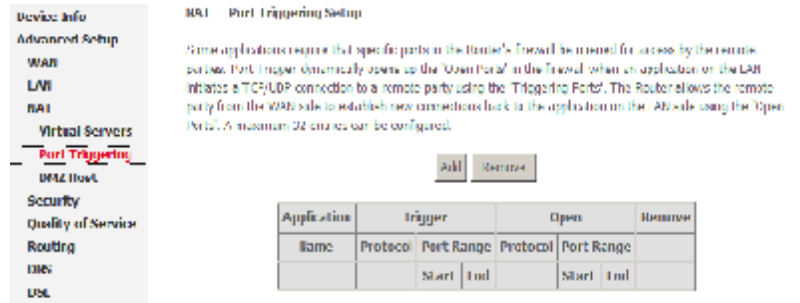 Device Info
Advanced Setup
WAN
LAN
NAT
Virtual Servers
Port Triggering
DMZ Host
Security
Quality of Service
Routing
DNS
DSL
NAT Port Triggering Setup
Some applications require that specific ports in the Router's firewall be opened for access by the remote
parties. Port Trigger dynamically opens up the 'Open Ports' in the firewall when an application on the LAN
initiates a TCP/UDP connection to a remote party using the 'Triggering Ports'. The Router allows the remote
party from the WAN side to establish new connections back to the application on the LAN side using the 'Open
Ports'. A maximum 32 entries can be configured.
Add Remove
Application Trigger Open Remove
Name Protocol Port Range Protocol Port Range
Start End Start End